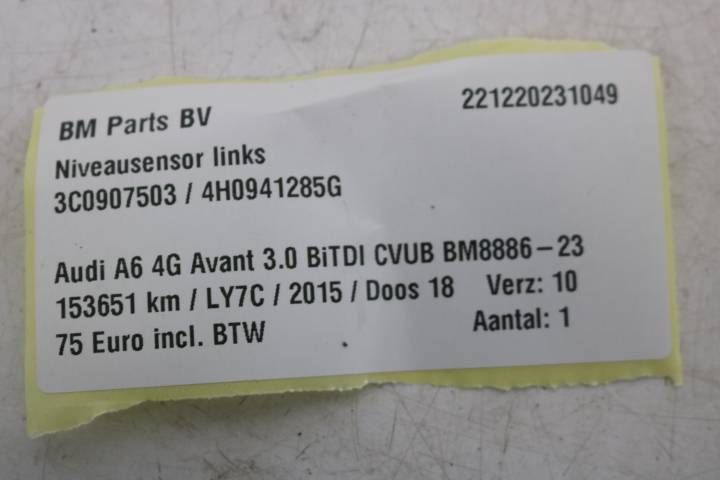 BM Parts BV 221220231049
Niveausensor links
3C0907503 / 4H0941285G
Audi A6 4G Avant 3.0 BiTDI CVUB BM8886-23
153651 km / LY7C / 2015 / Doos 18 Verz: 10
75 Euro incl. BTW Aantal: 1